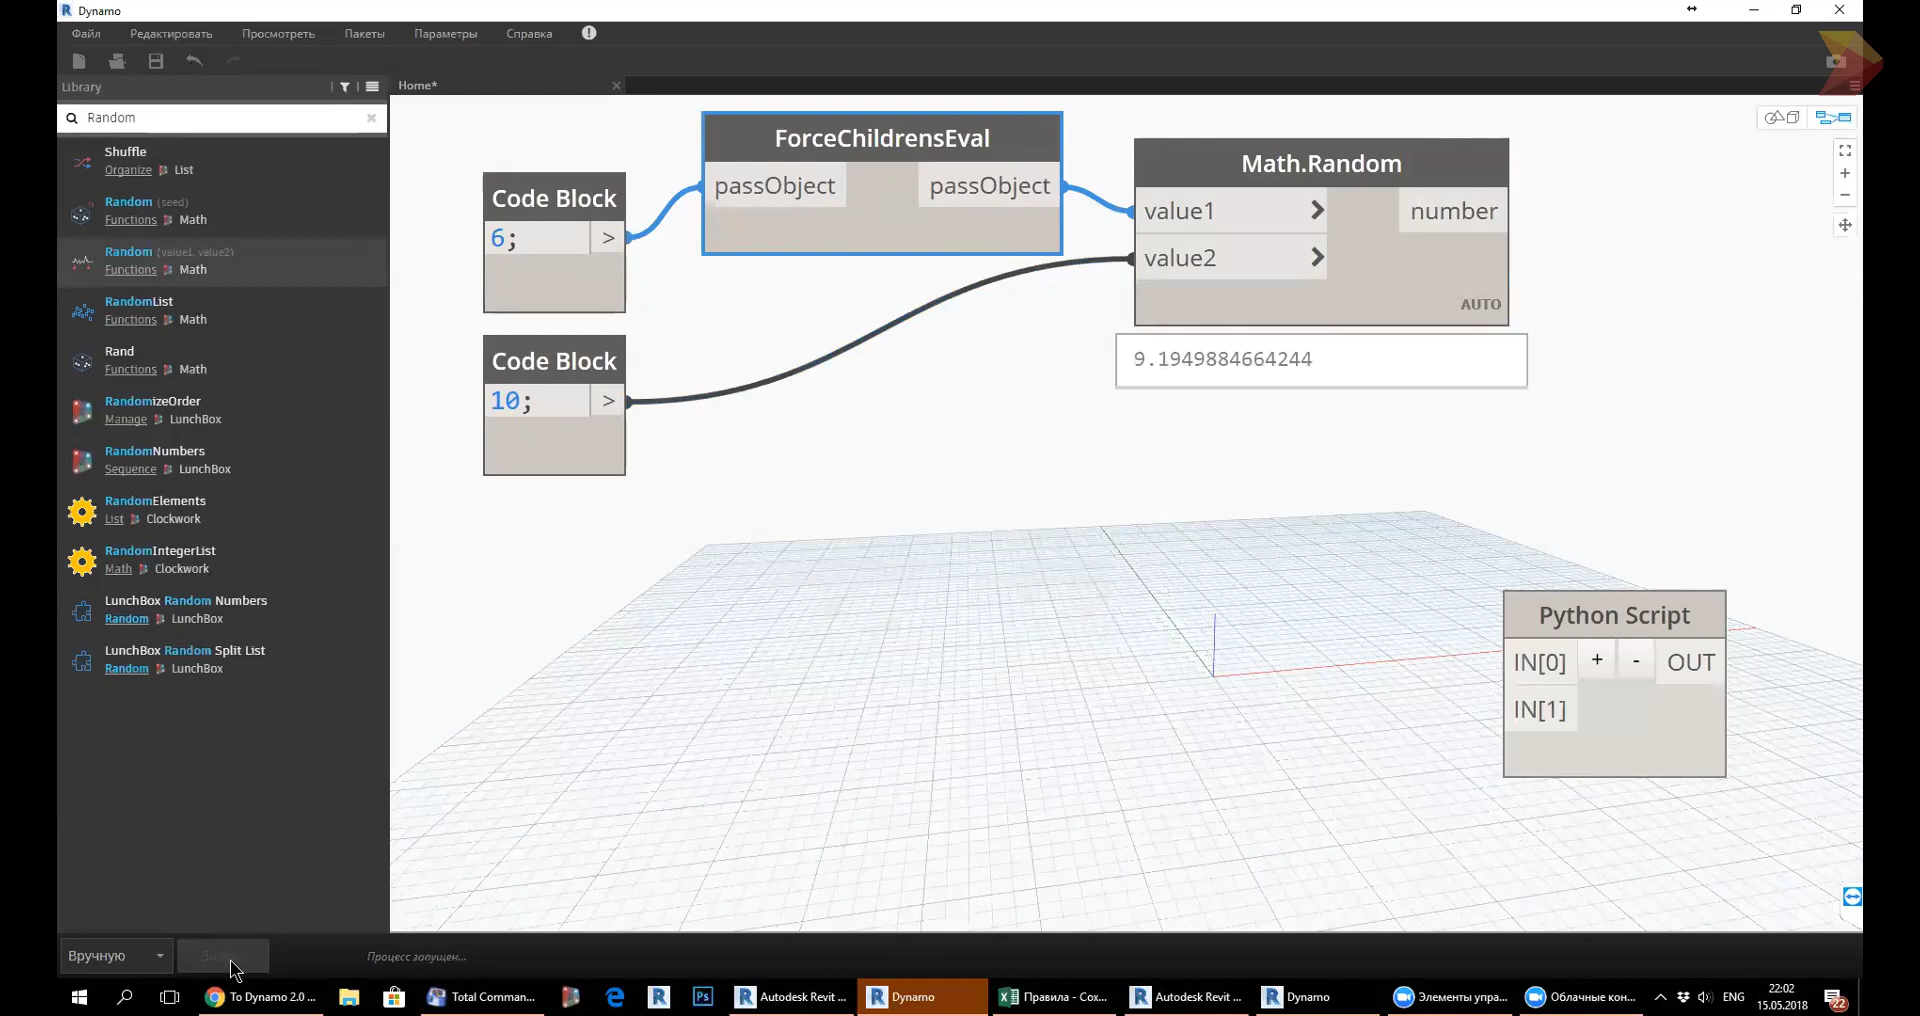 Dynamo
Файл Редактировать Просмотреть Пакеты Параметры Справка
Library
Home*
Random
Shuffle
Organize List
Random (seed)
Functions Math
Random (value1, value2)
Functions Math
RandomList
Functions Math
Rand
Functions Math
RandomizeOrder
Manage LunchBox
RandomNumbers
Sequence LunchBox
RandomElements
List Clockwork
RandomIntegerList
Math Clockwork
LunchBox Random Numbers
Random LunchBox
LunchBox Random Split List
Random LunchBox
Code Block
6; >
Code Block
10; >
ForceChildrensEval
passObject passObject
Math.Random
value1 > number
value2 >
AUTO
9.1949884664244
Python Script
IN[0] + - OUT
IN[1]
Вручную
Процесс запущен...
To Dynamo 2.0 ... Total Comman... Ps Autodesk Revit ... Dynamo Правила - Сох... Autodesk Revit ... Dynamo Элементы упра... Облачные кон... ENG
22:02
15.05.2018
22